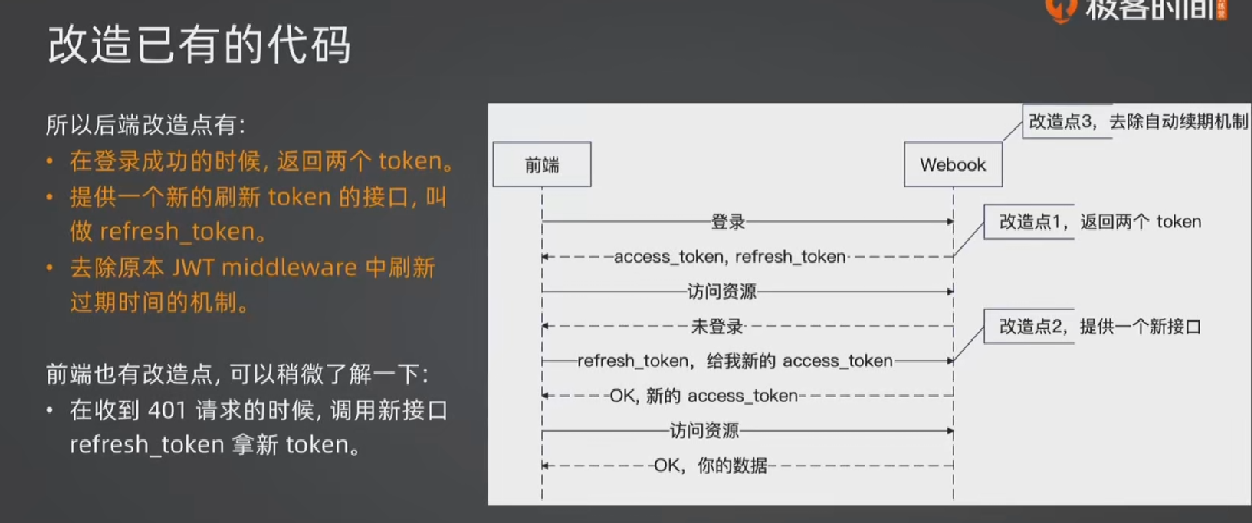 极客时间
改造已有的代码
所以后端改造点有:
• 在登录成功的时候, 返回两个 token。
• 提供一个新的刷新 token 的接口, 叫
做 refresh_token。
• 去除原本 JWT middleware 中刷新
过期时间的机制。
前端也有改造点, 可以稍微了解一下:
• 在收到 401 请求的时候, 调用新接口
refresh_token 拿新 token。
改造点3，去除自动续期机制
前端
Webook
登录
改造点1，返回两个 token
access_token, refresh_token
访问资源
未登录
改造点2，提供一个新接口
refresh_token，给我新的 access_token
OK, 新的 access_token
访问资源
OK，你的数据